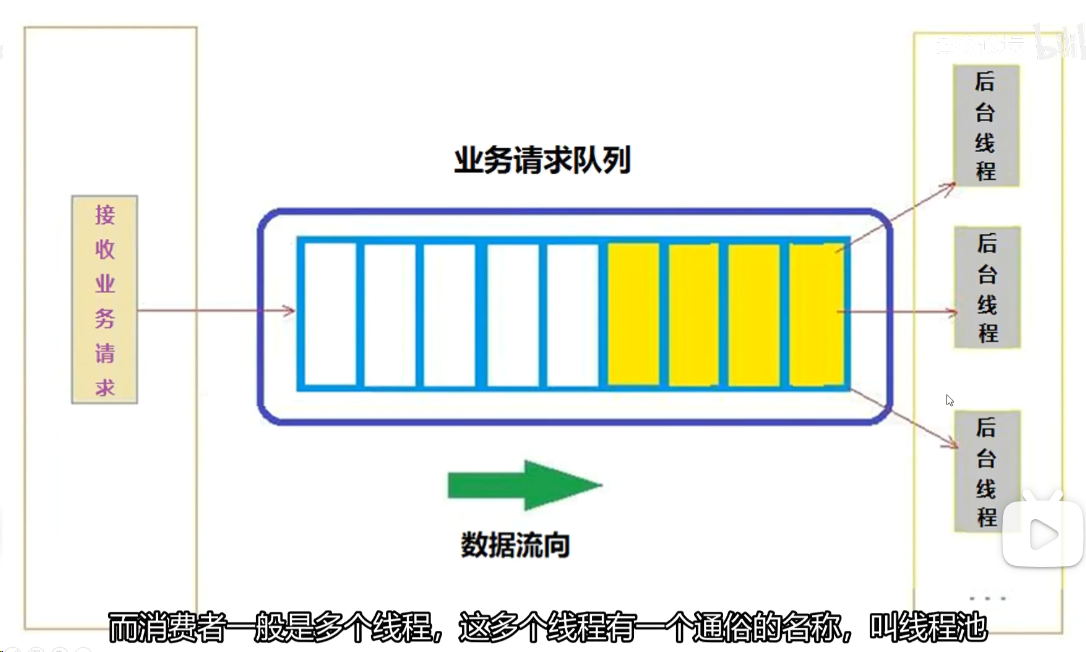 业务请求队列
接收业务请求
后台线程
后台线程
后台线程
...
数据流向
而消费者一般是多个线程，这多个线程有一个通俗的名称，叫线程池